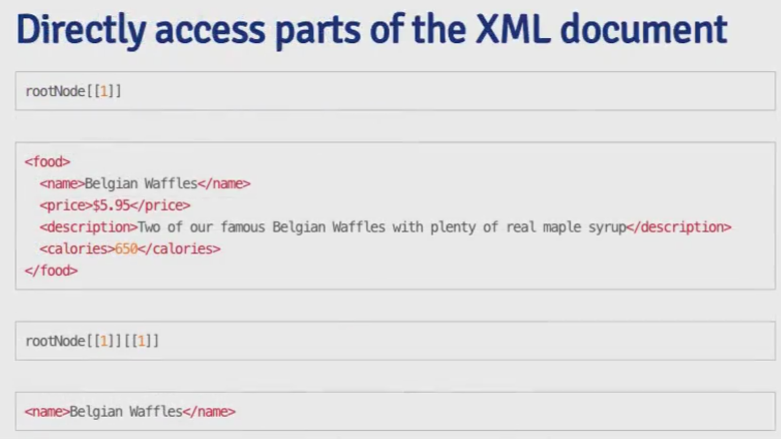 Directly access parts of the XML document
rootNode[[1]]
<food>
  <name>Belgian Waffles</name>
  <price>$5.95</price>
  <description>Two of our famous Belgian Waffles with plenty of real maple syrup</description>
  <calories>650</calories>
</food>
rootNode[[1]][[1]]
<name>Belgian Waffles</name>